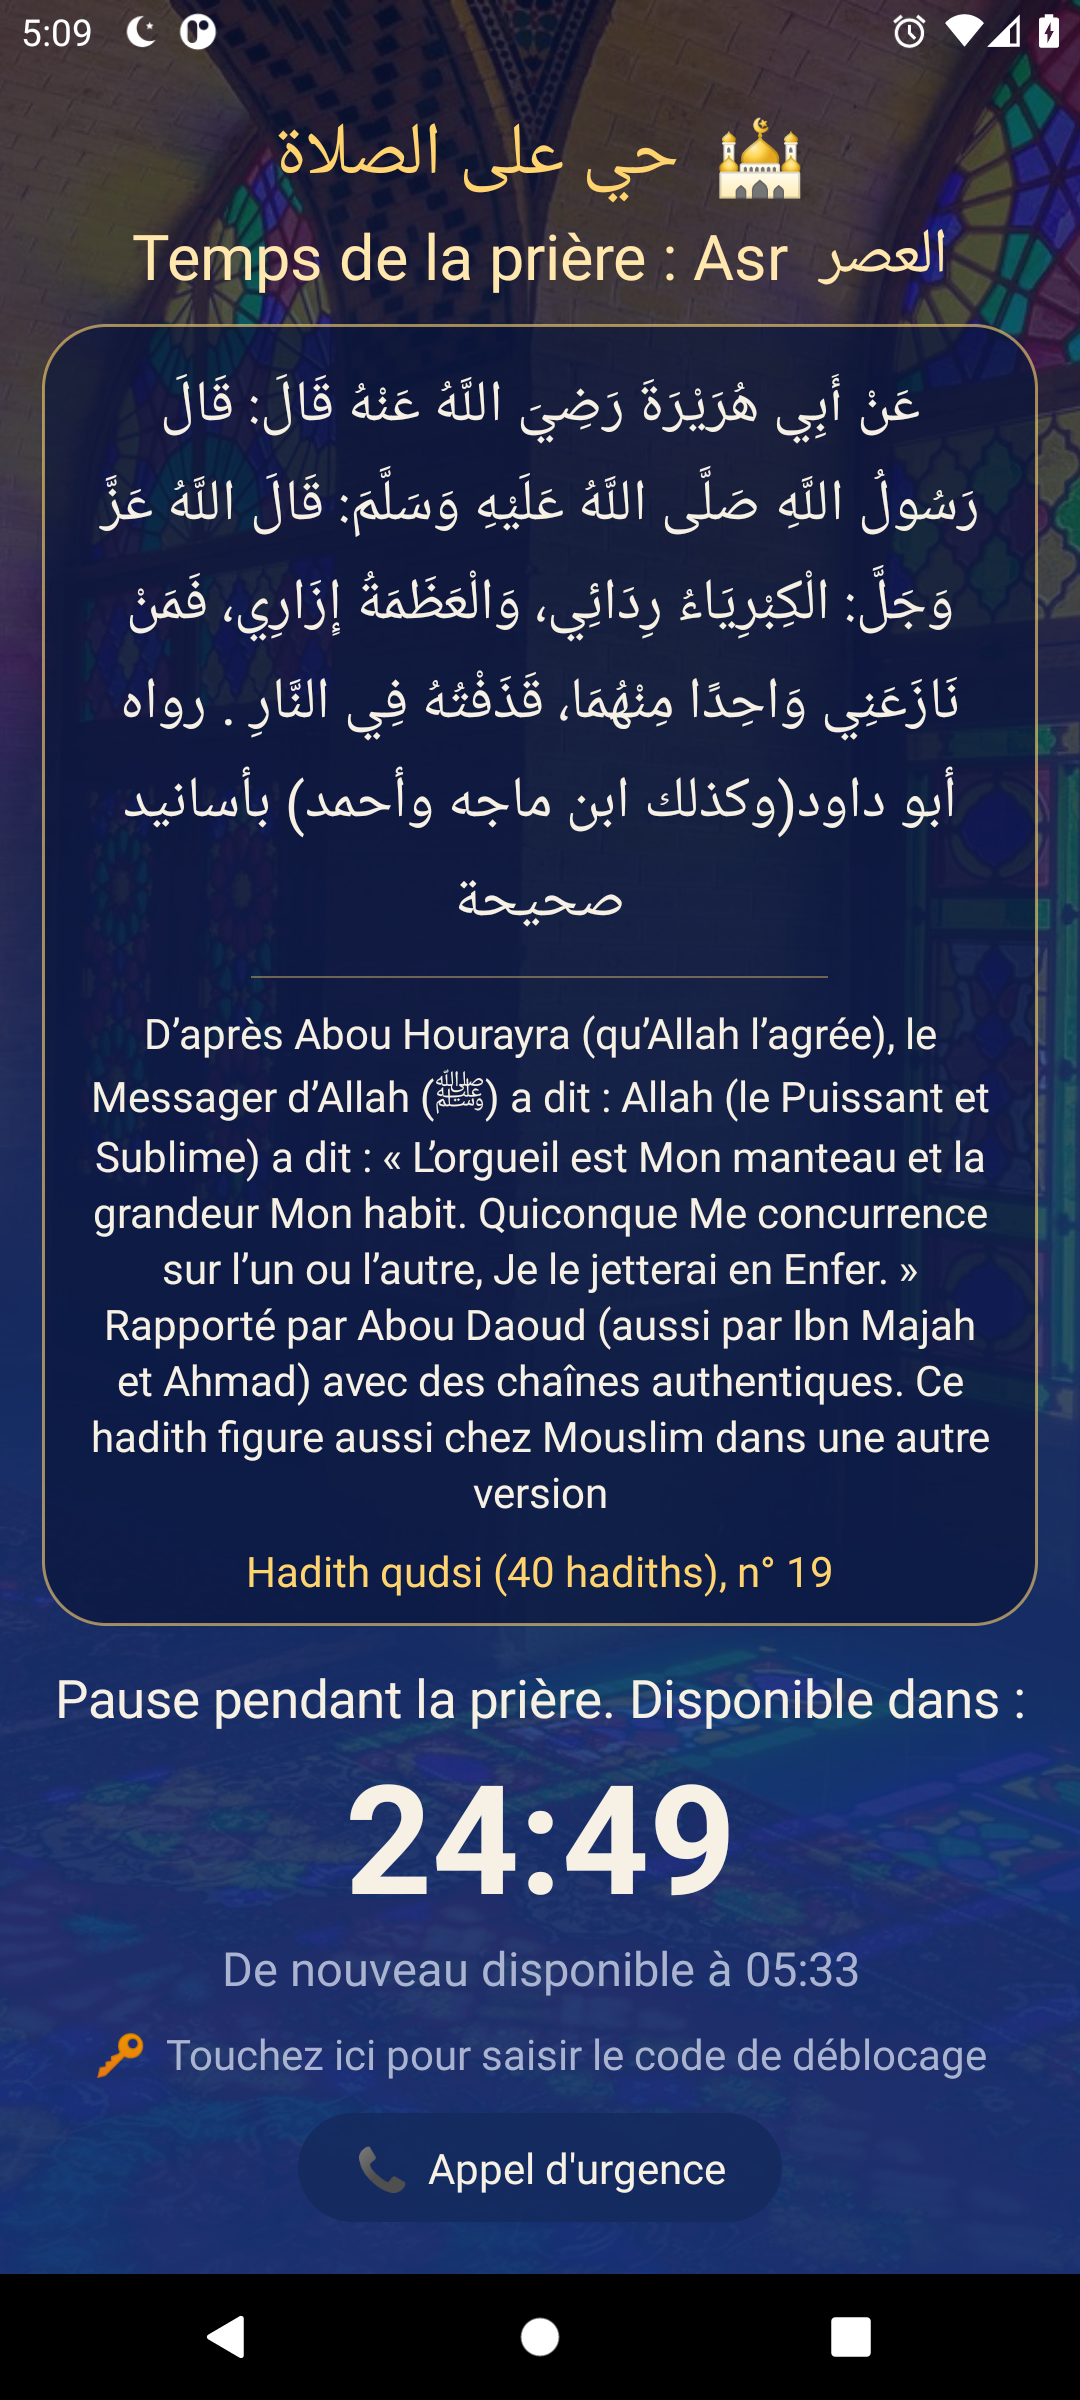 5:09
حي على الصلاة
Temps de la prière : Asr العصر
عَنْ أَبِي هُرَيْرَةَ رَضِيَ اللَّهُ عَنْهُ قَالَ: قَالَ
رَسُولُ اللَّهِ صَلَّى اللَّهُ عَلَيْهِ وَسَلَّمَ: قَالَ اللَّهُ عَزَّ
وَجَلَّ: الْكِبْرِيَاءُ رِدَائِي، وَالْعَظَمَةُ إِزَارِي، فَمَنْ
نَازَعَنِي وَاحِدًا مِنْهُمَا، قَذَفْتُهُ فِي النَّارِ . رواه
أبو داود(وكذلك ابن ماجه وأحمد) بأسانيد
صحيحة
D’après Abou Hourayra (qu’Allah l’agrée), le
Messager d’Allah (ﷺ) a dit : Allah (le Puissant et
Sublime) a dit : « L’orgueil est Mon manteau et la
grandeur Mon habit. Quiconque Me concurrence
sur l’un ou l’autre, Je le jetterai en Enfer. »
Rapporté par Abou Daoud (aussi par Ibn Majah
et Ahmad) avec des chaînes authentiques. Ce
hadith figure aussi chez Mouslim dans une autre
version
Hadith qudsi (40 hadiths), n° 19
Pause pendant la prière. Disponible dans :
24:49
De nouveau disponible à 05:33
Touchez ici pour saisir le code de déblocage
Appel d'urgence